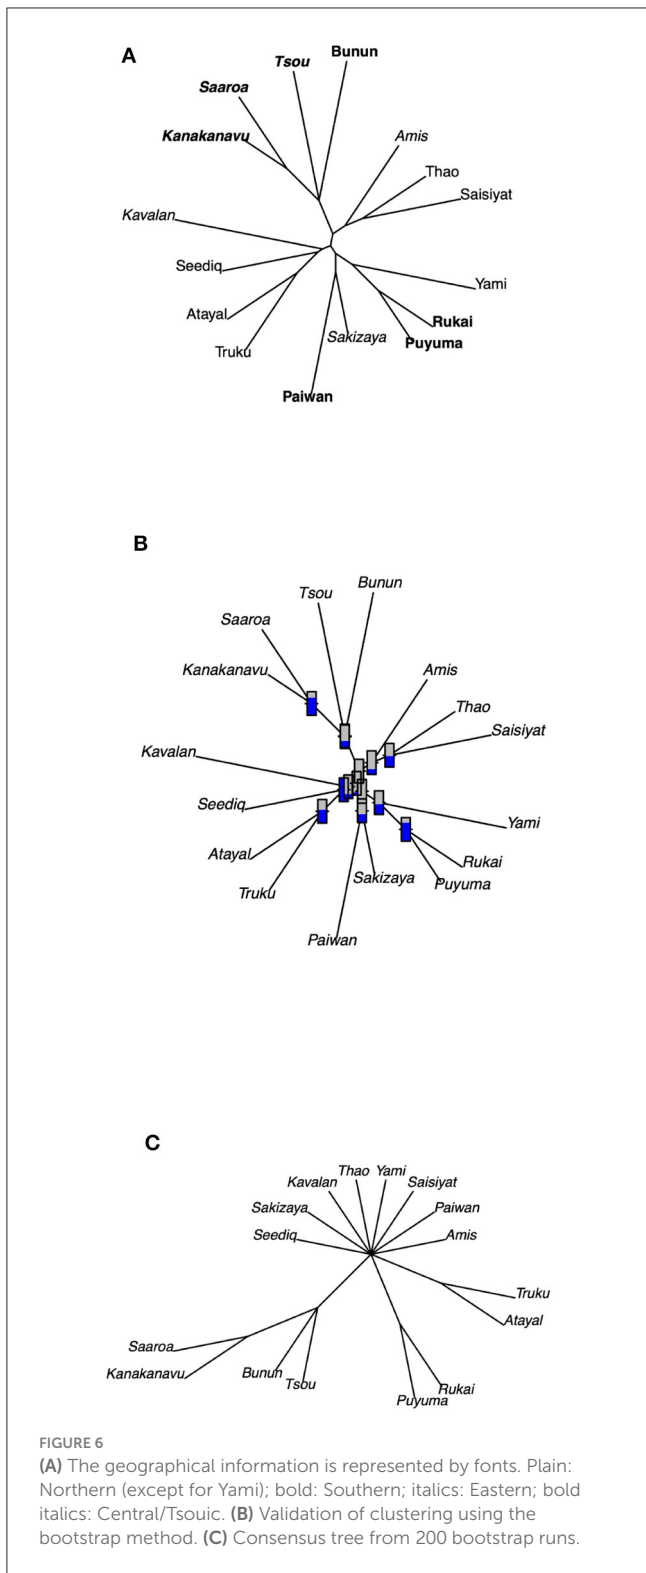 A
Bunun
Tsou
Saaroa
Kanakanavu
Amis
Thao
Saisiyat
Kavalan
Seediq
Yami
Atayal
Rukai
Sakizaya
Puyuma
Truku
Paiwan
B
Bunun
Tsou
Saaroa
Kanakanavu
Amis
Thao
Saisiyat
Kavalan
Seediq
Yami
Atayal
Rukai
Sakizaya
Puyuma
Truku
Paiwan
C
Thao Yami
Kavalan Saisiyat
Sakizaya Paiwan
Seediq Amis
Truku
Atayal
Saaroa
Kanakanavu
Bunun
Tsou
Rukai
Puyuma
FIGURE 6
(A) The geographical information is represented by fonts. Plain:
Northern (except for Yami); bold: Southern; italics: Eastern; bold
italics: Central/Tsouic. (B) Validation of clustering using the
bootstrap method. (C) Consensus tree from 200 bootstrap runs.